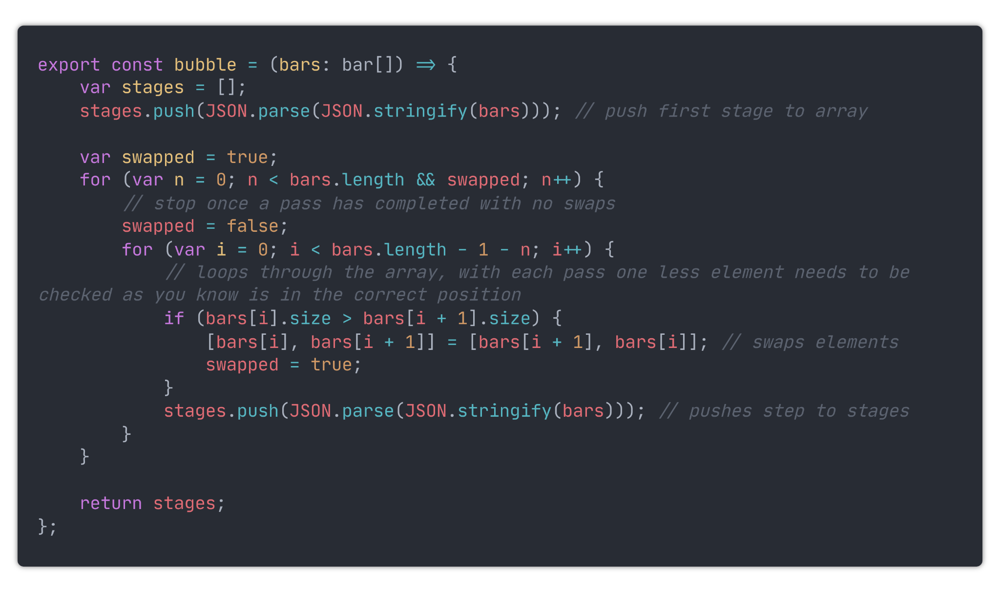 export const bubble = (bars: bar[]) => {
    var stages = [];
    stages.push(JSON.parse(JSON.stringify(bars))); // push first stage to array

    var swapped = true;
    for (var n = 0; n < bars.length && swapped; n++) {
        // stop once a pass has completed with no swaps
        swapped = false;
        for (var i = 0; i < bars.length - 1 - n; i++) {
            // loops through the array, with each pass one less element needs to be
checked as you know is in the correct position
            if (bars[i].size > bars[i + 1].size) {
                [bars[i], bars[i + 1]] = [bars[i + 1], bars[i]]; // swaps elements
                swapped = true;
            }
            stages.push(JSON.parse(JSON.stringify(bars))); // pushes step to stages
        }
    }

    return stages;
};